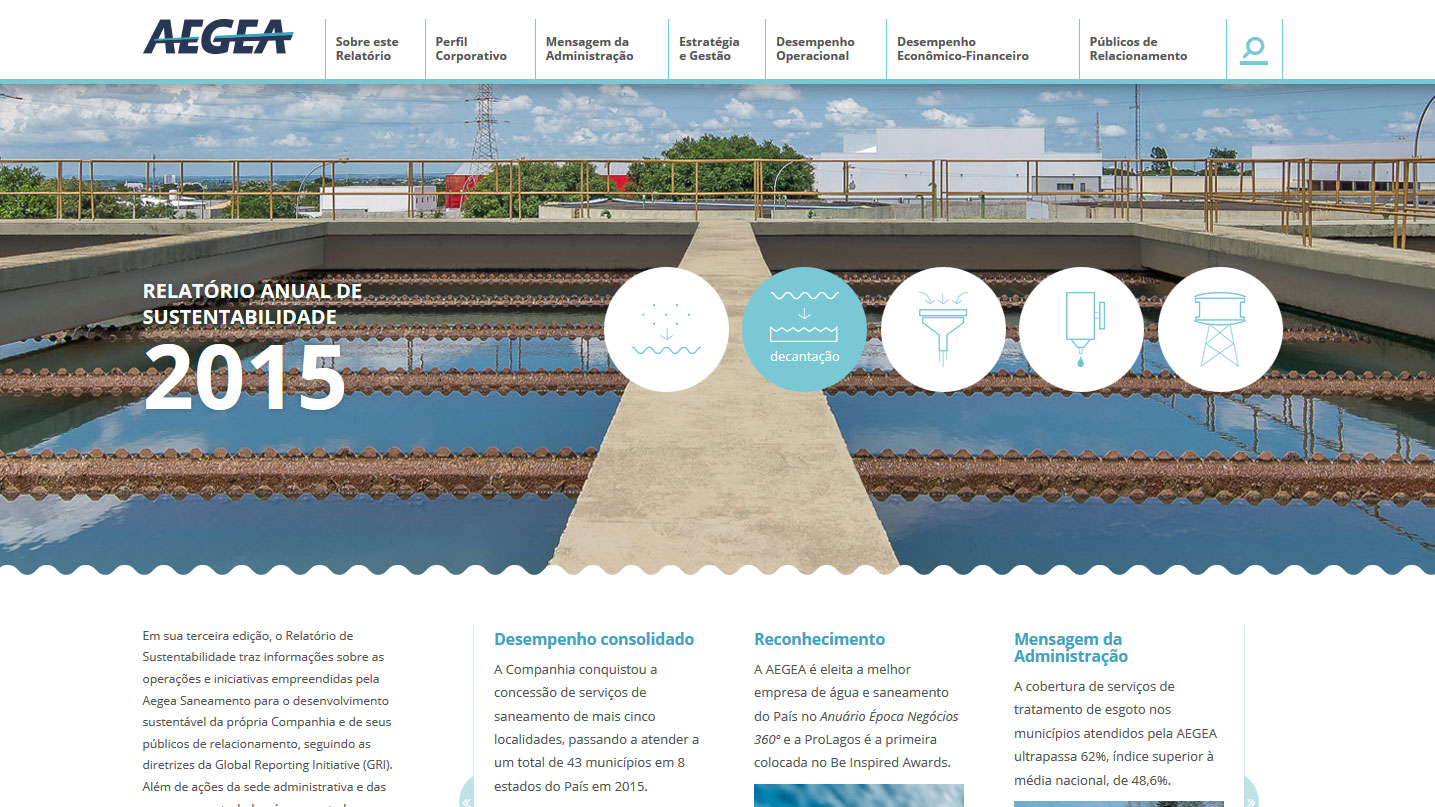 AEGEA
Sobre este
Relatório
Perfil
Corporativo
Mensagem da
Administração
Estratégia
e Gestão
Desempenho
Operacional
Desempenho
Econômico-Financeiro
Públicos de
Relacionamento
RELATÓRIO ANUAL DE
SUSTENTABILIDADE
2015
decantação
Em sua terceira edição, o Relatório de
Sustentabilidade traz informações sobre as
operações e iniciativas empreendidas pela
Aegea Saneamento para o desenvolvimento
sustentável da própria Companhia e de seus
públicos de relacionamento, seguindo as
diretrizes da Global Reporting Initiative (GRI).
Além de ações da sede administrativa e das
Desempenho consolidado
A Companhia conquistou a
concessão de serviços de
saneamento de mais cinco
localidades, passando a atender a
um total de 43 municípios em 8
estados do País em 2015.
Reconhecimento
A AEGEA é eleita a melhor
empresa de água e saneamento
do País no Anuário Época Negócios
360º e a ProLagos é a primeira
colocada no Be Inspired Awards.
Mensagem da
Administração
A cobertura de serviços de
tratamento de esgoto nos
municípios atendidos pela AEGEA
ultrapassa 62%, índice superior à
média nacional, de 48,6%.